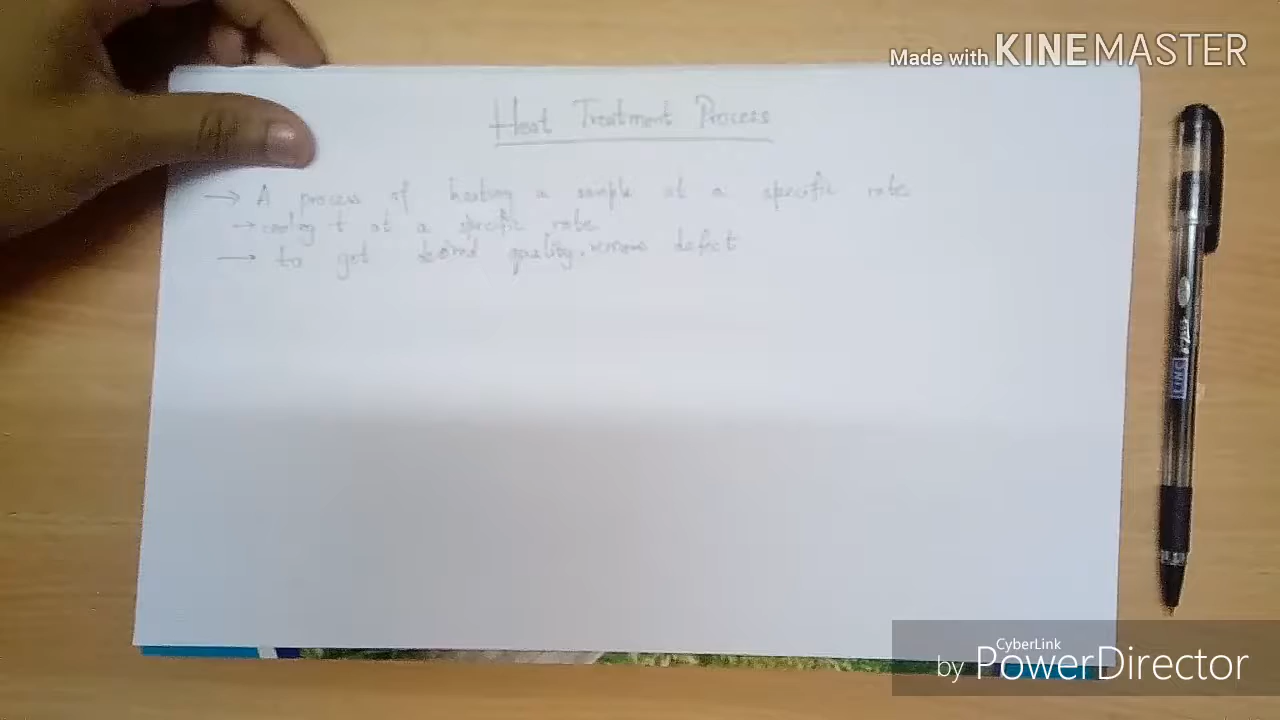 Made with KINEMASTER
Heat Treatment Process
→ A process of heating a sample at a specific rate
→ cooling t at a specific rate
→ to get desired quality, remove defect
LINC
CyberLink
by PowerDirector